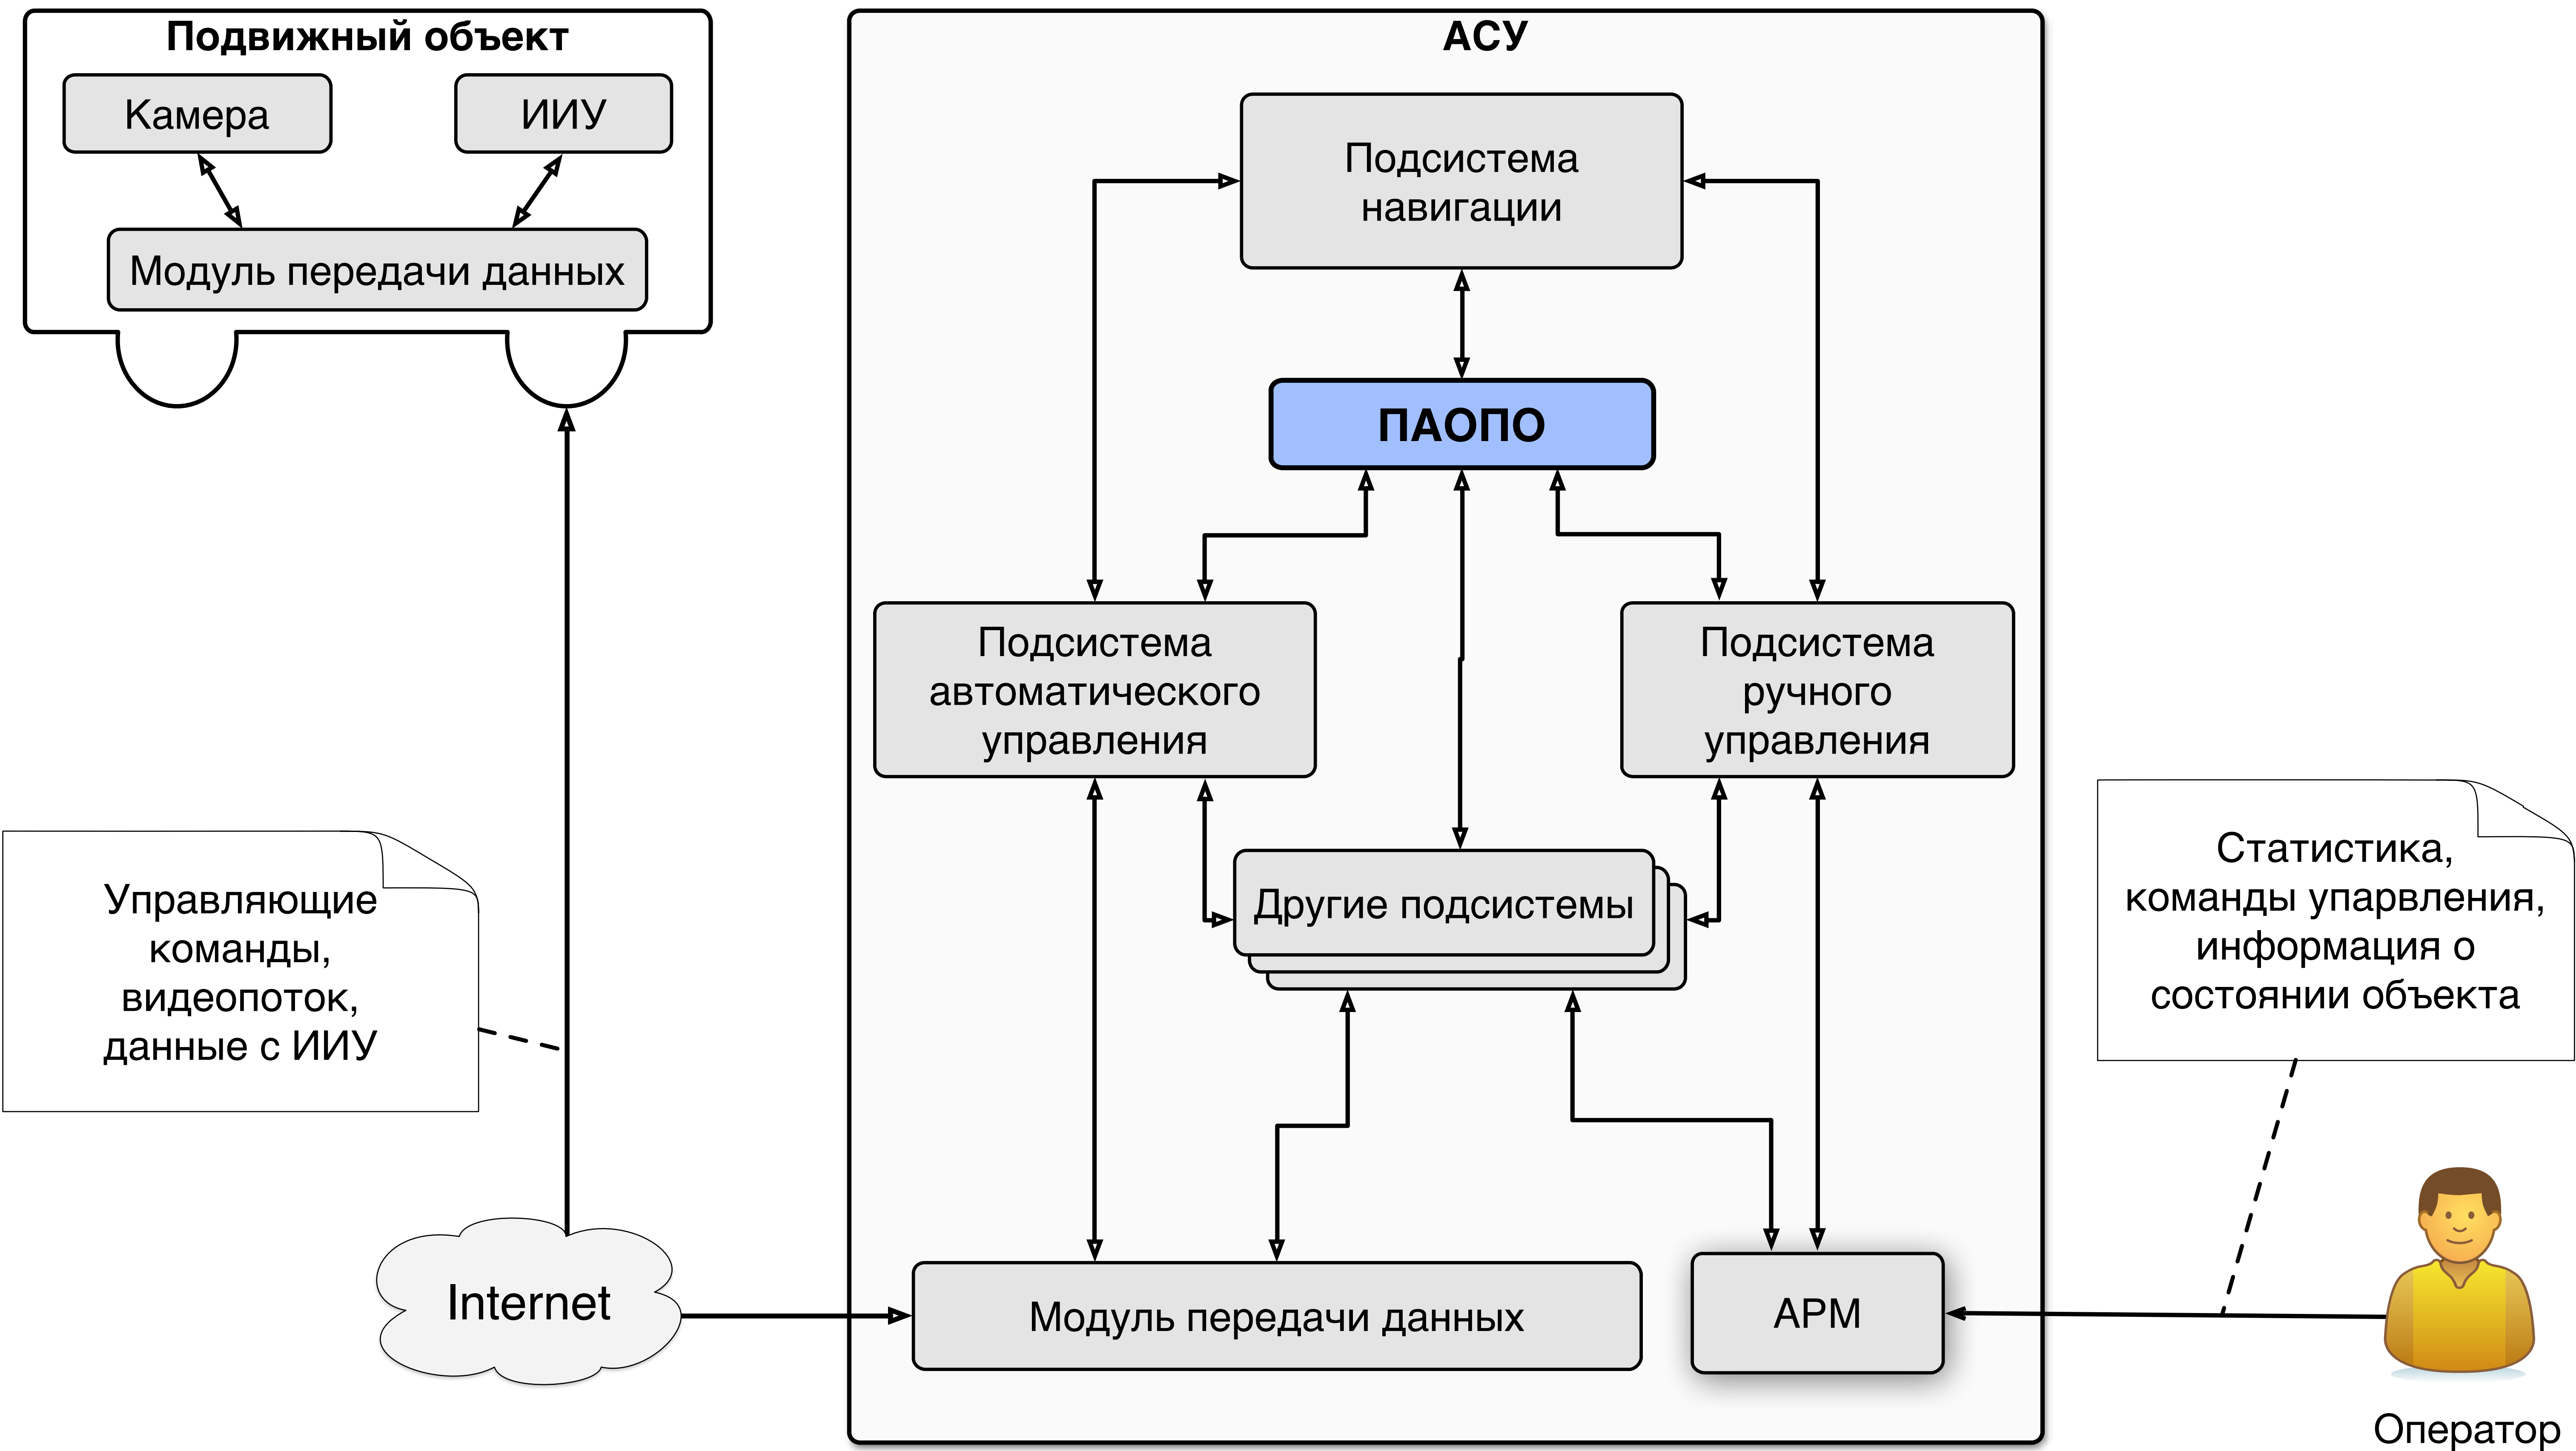 Подвижный объект
Камера
ИИУ
Модуль передачи данных
АСУ
Подсистема
навигации
ПАОПО
Подсистема
автоматического
управления
Подсистема
ручного
управления
Другие подсистемы
Управляющие
команды,
видеопоток,
данные с ИИУ
Статистика,
команды упарвления,
информация о
состоянии объекта
Internet
Модуль передачи данных
АРМ
Оператор